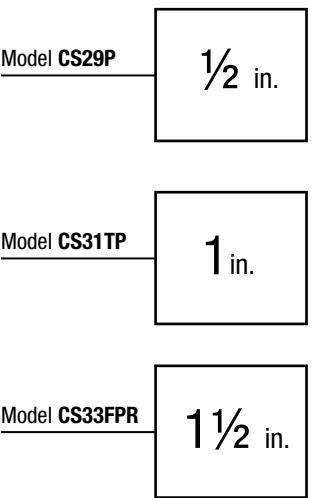 Model CS29P
½ in.
Model CS31TP
1 in.
Model CS33FPR
1½ in.